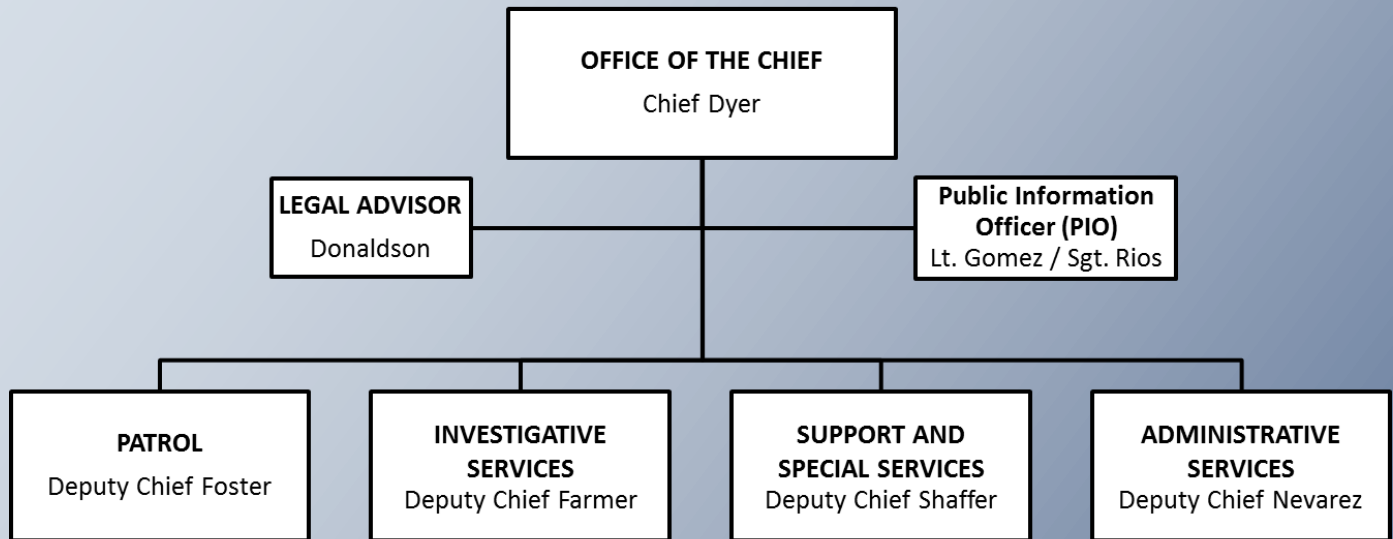 OFFICE OF THE CHIEF
Chief Dyer
LEGAL ADVISOR
Donaldson
Public Information
Officer (PIO)
Lt. Gomez / Sgt. Rios
PATROL
Deputy Chief Foster
INVESTIGATIVE
SERVICES
Deputy Chief Farmer
SUPPORT AND
SPECIAL SERVICES
Deputy Chief Shaffer
ADMINISTRATIVE
SERVICES
Deputy Chief Nevarez